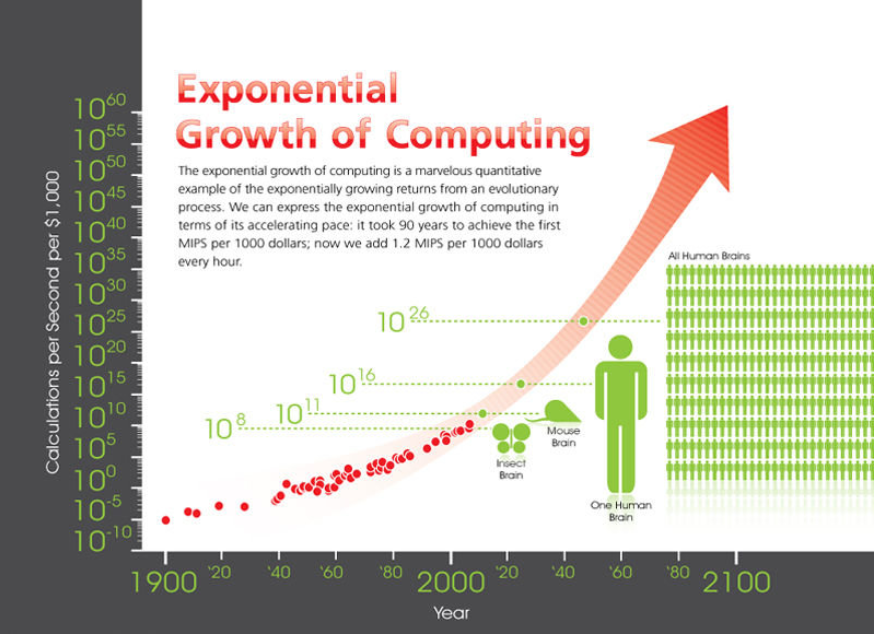 Exponential
Growth of Computing
The exponential growth of computing is a marvelous quantitative
example of the exponentially growing returns from an evolutionary
process. We can express the exponential growth of computing in
terms of its accelerating pace: it took 90 years to achieve the first
MIPS per 1000 dollars; now we add 1.2 MIPS per 1000 dollars
every hour.
Calculations per Second per $1,000
10^60
10^55
10^50
10^45
10^40
10^35
10^30
10^25
10^20
10^15
10^10
10^5
10^0
10^-5
10^-10
All Human Brains
10^26
10^16
10^11
10^8
Mouse
Brain
Insect
Brain
One Human
Brain
1900 '20 '40 '60 '80 2000 '20 '40 '60 '80 2100
Year